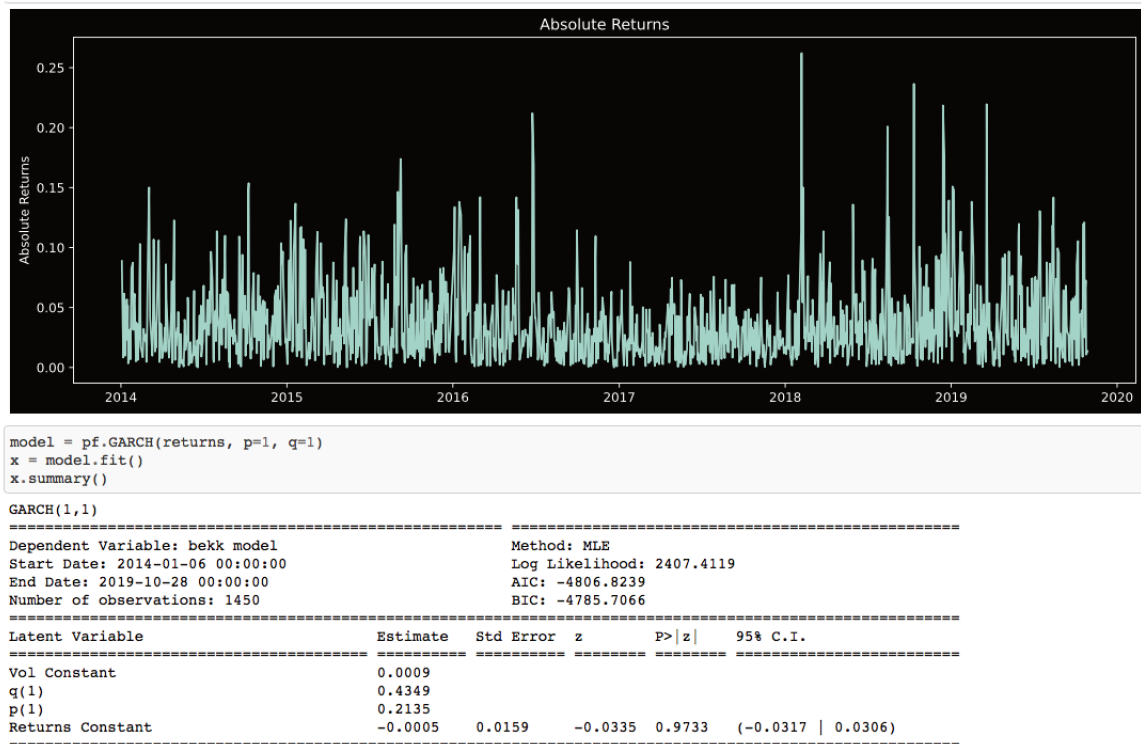 Absolute Returns
Absolute Returns
0.25
0.20
0.15
0.10
0.05
0.00
2014 2015 2016 2017 2018 2019 2020
model = pf.GARCH(returns, p=1, q=1)
x = model.fit()
x.summary()
GARCH(1,1)
======================================================= ==================================================
Dependent Variable: bekk model Method: MLE
Start Date: 2014-01-06 00:00:00 Log Likelihood: 2407.4119
End Date: 2019-10-28 00:00:00 AIC: -4806.8239
Number of observations: 1450 BIC: -4785.7066
==========================================================================================================
Latent Variable Estimate Std Error z P>|z| 95% C.I.
======================================== ========== ========== ======== ======== =========================
Vol Constant 0.0009
q(1) 0.4349
p(1) 0.2135
Returns Constant -0.0005 0.0159 -0.0335 0.9733 (-0.0317 | 0.0306)
==========================================================================================================